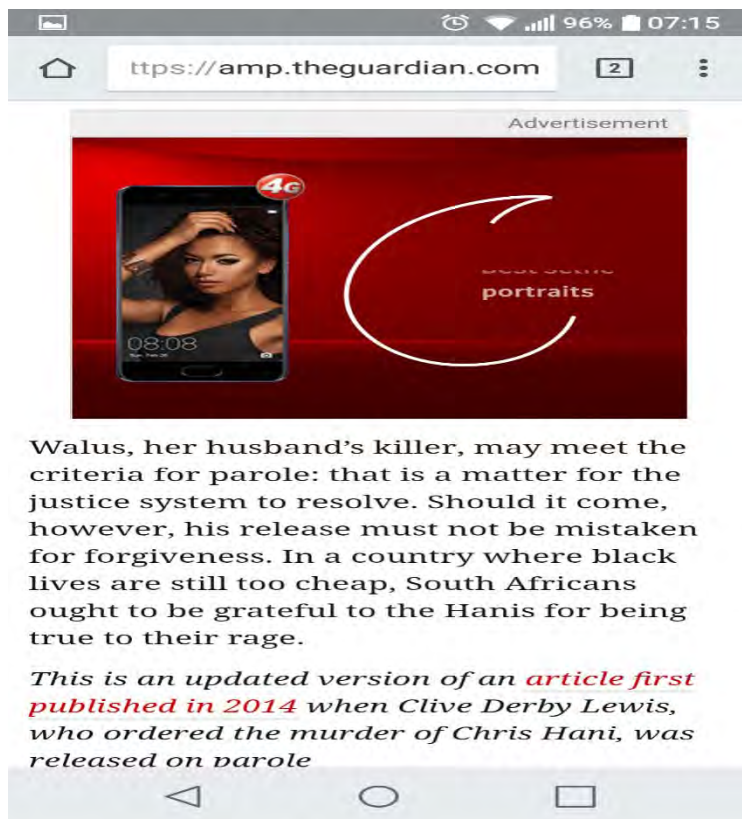 96% 07:15
ttps://amp.theguardian.com 2
Advertisement
4G
portraits
08:08
Walus, her husband’s killer, may meet the
criteria for parole: that is a matter for the
justice system to resolve. Should it come,
however, his release must not be mistaken
for forgiveness. In a country where black
lives are still too cheap, South Africans
ought to be grateful to the Hanis for being
true to their rage.
This is an updated version of an article first
published in 2014 when Clive Derby Lewis,
who ordered the murder of Chris Hani, was
released on parole